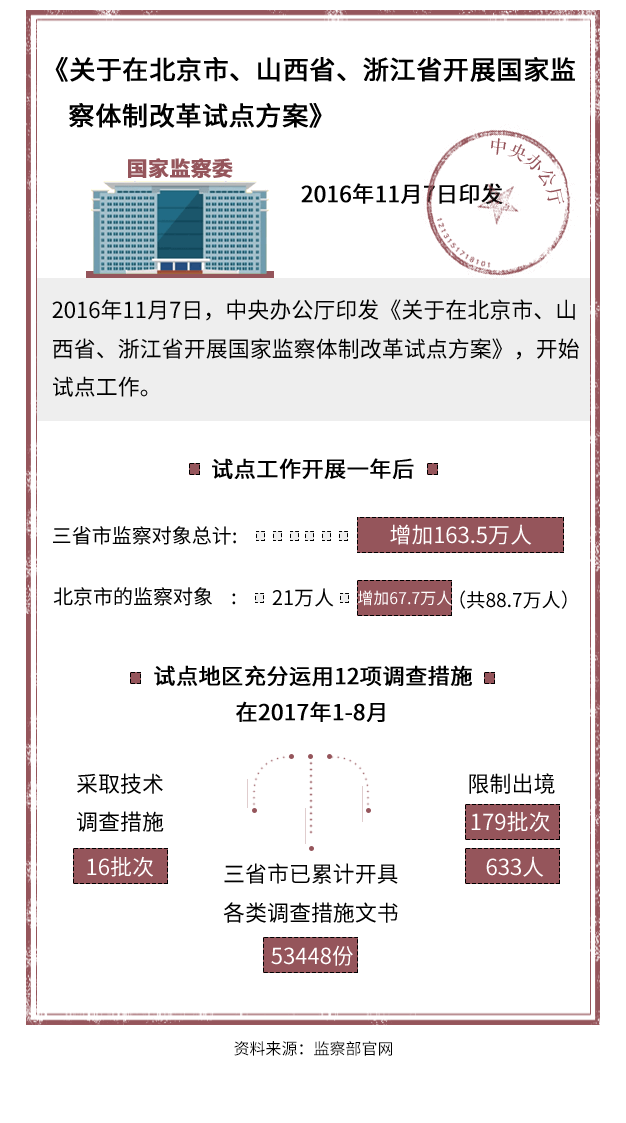 《关于在北京市、山西省、浙江省开展国家监
察体制改革试点方案》
国家监察委
2016年11月7日印发
中央办公厅
1213151718101
2016年11月7日，中央办公厅印发《关于在北京市、山
西省、浙江省开展国家监察体制改革试点方案》，开始
试点工作。
试点工作开展一年后
三省市监察对象总计： 增加163.5万人
北京市的监察对象 ： 21万人 增加67.7万人（共88.7万人）
试点地区充分运用12项调查措施
在2017年1-8月
采取技术
调查措施
16批次
三省市已累计开具
各类调查措施文书
53448份
限制出境
179批次
633人
资料来源：监察部官网